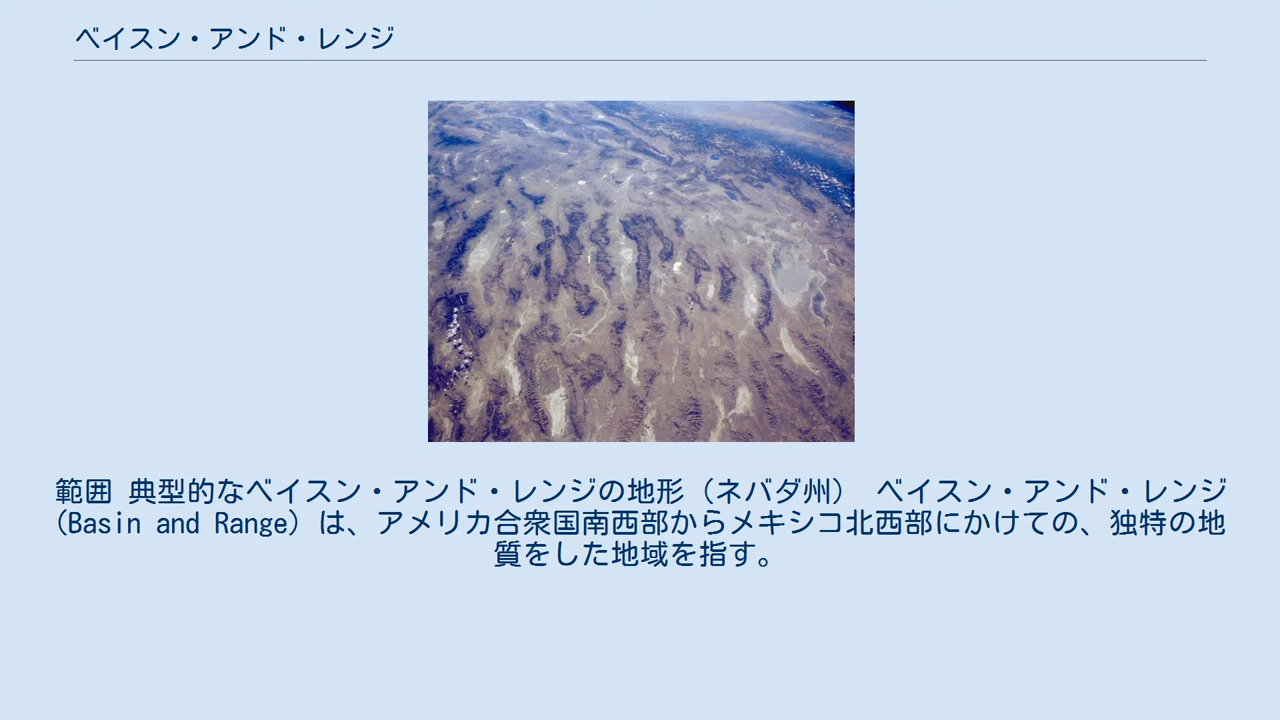 ベイスン・アンド・レンジ
範囲 典型的なベイスン・アンド・レンジの地形（ネバダ州） ベイスン・アンド・レンジ
(Basin and Range) は、アメリカ合衆国南西部からメキシコ北西部にかけての、独特の地
質をした地域を指す。